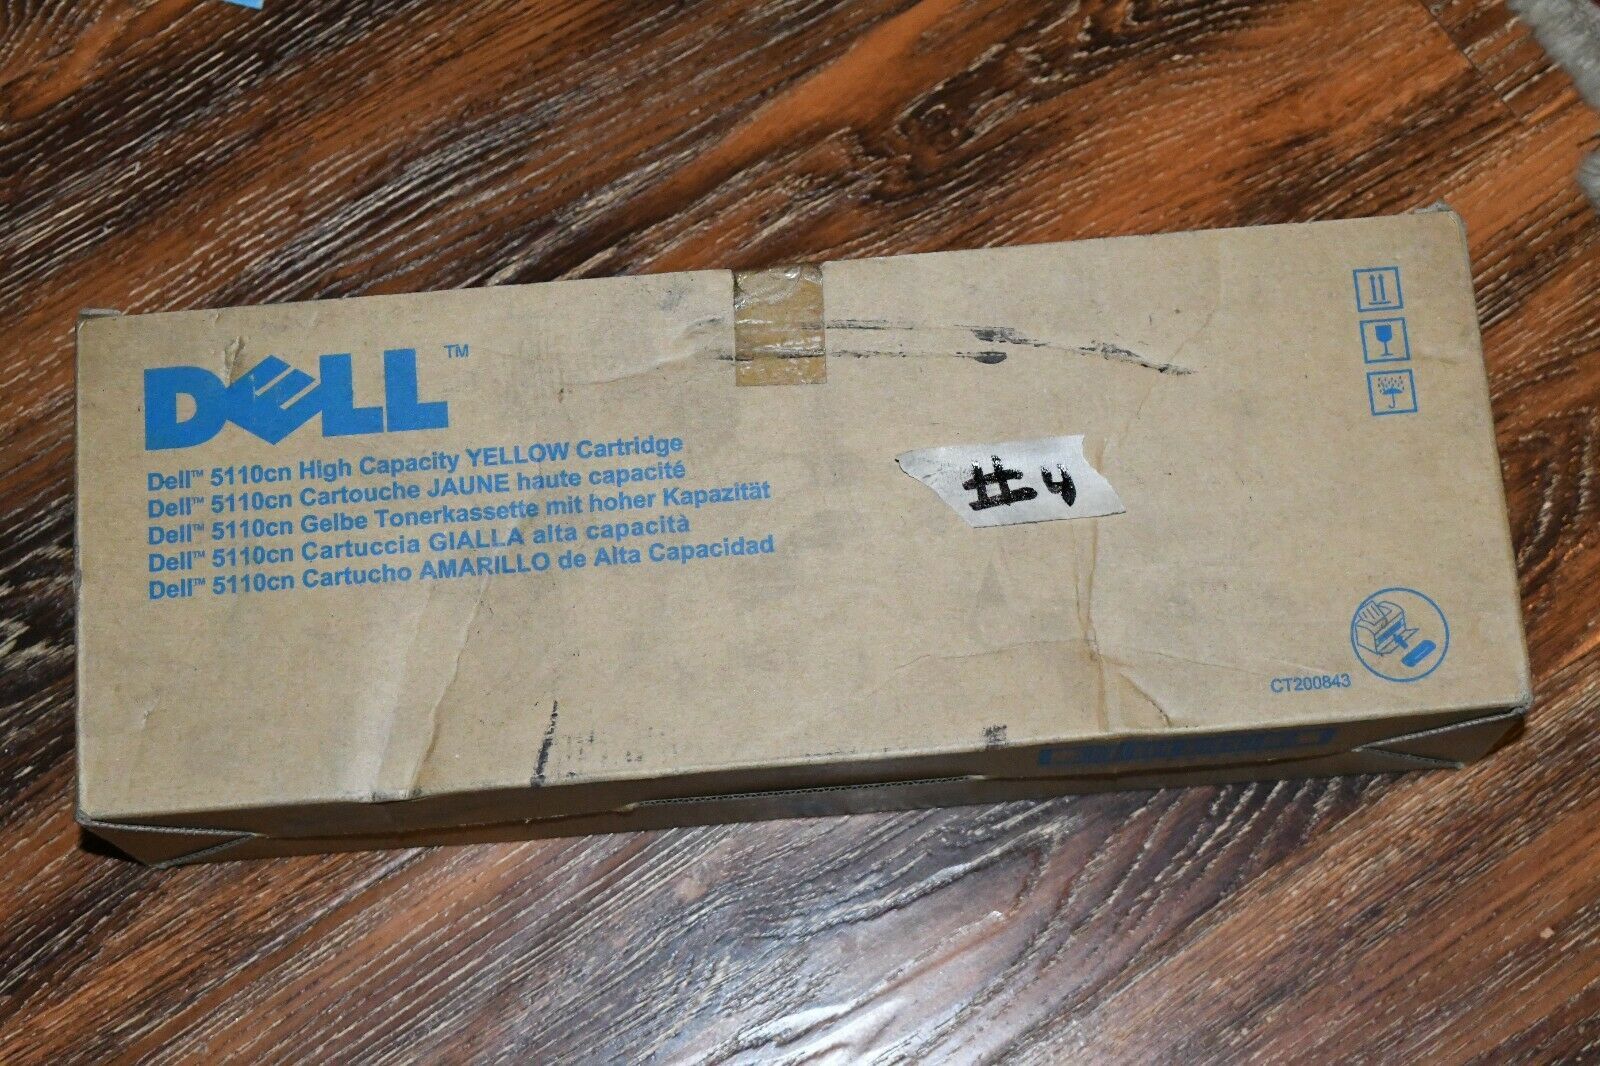 DELL™
Dell™ 5110cn High Capacity YELLOW Cartridge
Dell™ 5110cn Cartouche JAUNE haute capacité
Dell™ 5110cn Gelbe Tonerkassette mit hoher Kapazität
Dell™ 5110cn Cartuccia GIALLA alta capacità
Dell™ 5110cn Cartucho AMARILLO de Alta Capacidad
#4
CT200843